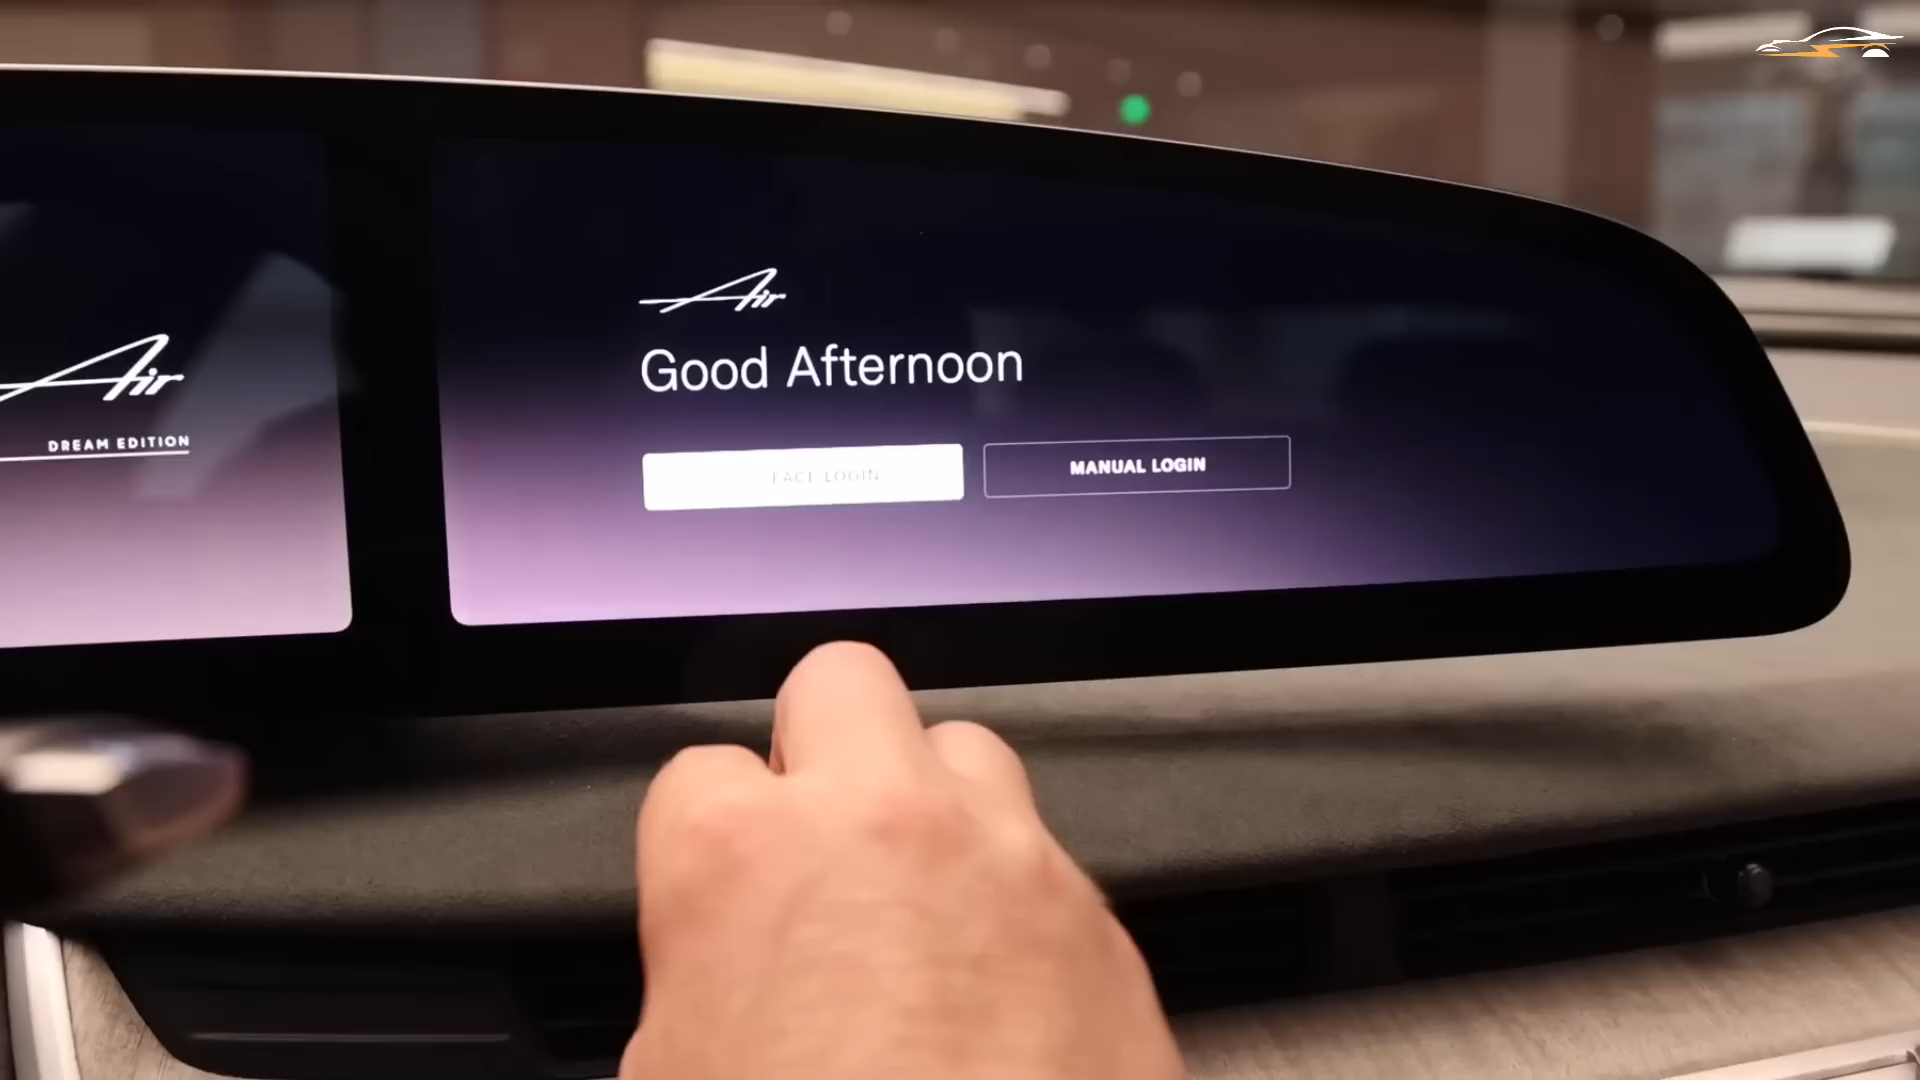 Air
DREAM EDITION
Air
Good Afternoon
FACE LOGIN
MANUAL LOGIN